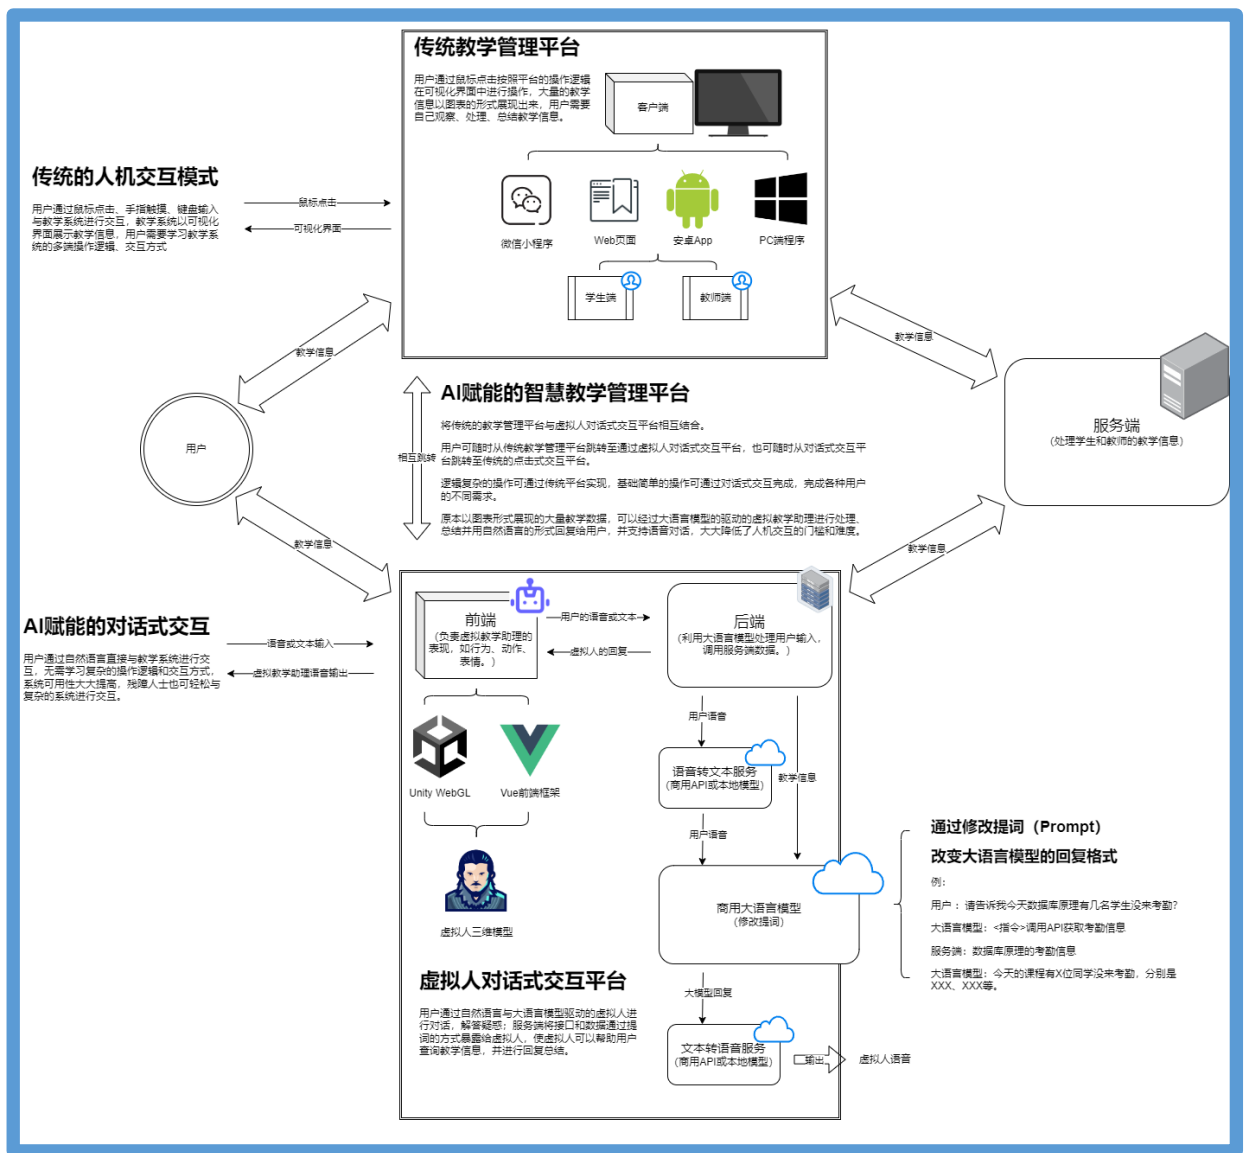 传统教学管理平台
用户通过鼠标点击按照平台的操作逻辑
在可视化界面中进行操作，大量的教学
信息以图表的形式展现出来，用户需要
自己观察、处理、总结教学信息。
客户端
微信小程序
Web页面
安卓App
PC端程序
学生端
教师端
传统的人机交互模式
用户通过鼠标点击、手指触摸、键盘输入
与教学系统进行交互，教学系统以可视化
界面展示教学信息，用户需要学习教学系
统的多端操作逻辑、交互方式
鼠标点击
可视化界面
教学信息
教学信息
用户
服务端
(处理学生和教师的教学信息)
相互跳转
AI赋能的智慧教学管理平台
将传统的教学管理平台与虚拟人对话式交互平台相互结合。
用户可随时从传统教学管理平台跳转至通过虚拟人对话式交互平台，也可随时从对话式交互平
台跳转至传统的点击式交互平台。
逻辑复杂的操作可通过传统平台实现，基础简单的操作可通过对话式交互完成，完成各种用户
的不同需求。
原本以图表形式展现的大量教学数据，可以经过大语言模型的驱动的虚拟教学助理进行处理、
总结并用自然语言的形式回复给用户，并支持语音对话，大大降低了人机交互的门槛和难度。
教学信息
教学信息
AI赋能的对话式交互
用户通过自然语言直接与教学系统进行交
互，无需学习复杂的操作逻辑和交互方式，
系统可用性大大提高，残障人士也可轻松与
复杂的系统进行交互。
语音或文本输入
虚拟教学助理语音输出
前端
(负责虚拟教学助理的
表现，如行为、动作、
表情。)
用户的语音或文本
虚拟人的回复
后端
(利用大语言模型处理用户输入，
调用服务端数据。)
Unity WebGL
Vue前端框架
虚拟人三维模型
用户语音
语音转文本服务
(商用API或本地模型)
教学信息
用户语音
商用大语言模型
(修改提词)
大模型回复
文本转语音服务
(商用API或本地模型)
输出
虚拟人语音
虚拟人对话式交互平台
用户通过自然语言与大语言模型驱动的虚拟人进
行对话，解答疑惑；服务端将接口和数据通过提
词的方式暴露给虚拟人，使虚拟人可以帮助用户
查询教学信息，并进行回复总结。
通过修改提词（Prompt）
改变大语言模型的回复格式
例：
用户 ：请告诉我今天数据库原理有几名学生没来考勤？
大语言模型：<指令>调用API获取考勤信息
服务端：数据库原理的考勤信息
大语言模型：今天的课程有X位同学没来考勤，分别是
XXX、XXX等。